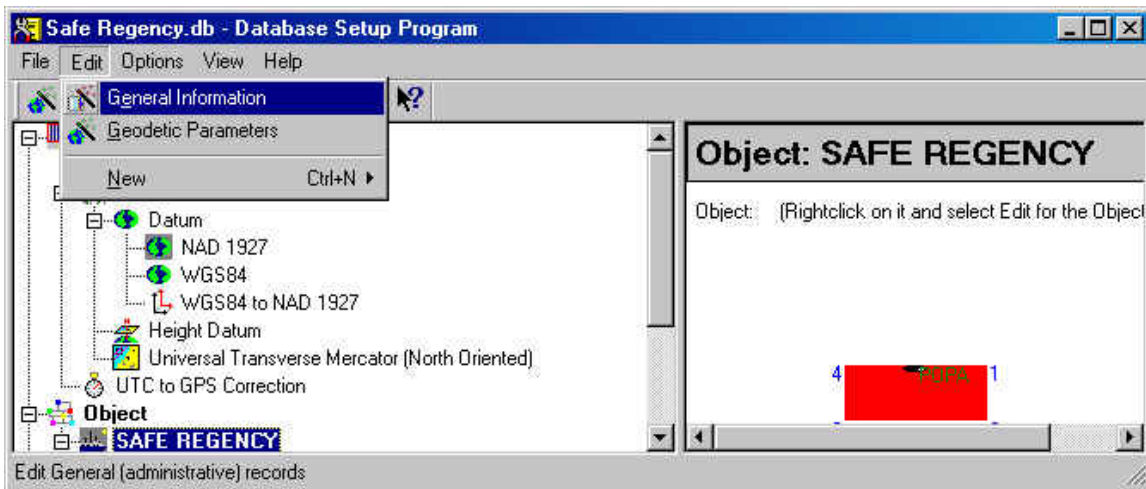 Safe Regency.db - Database Setup Program
File Edit Options View Help
General Information
Geodetic Parameters
New Ctrl+N
Datum
NAD 1927
WGS84
WGS84 to NAD 1927
Height Datum
Universal Transverse Mercator (North Oriented)
UTC to GPS Correction
Object
SAFE REGENCY
Object: SAFE REGENCY
Object: (Rightclick on it and select Edit for the Object
4 POPA 1
Edit General (administrative) records